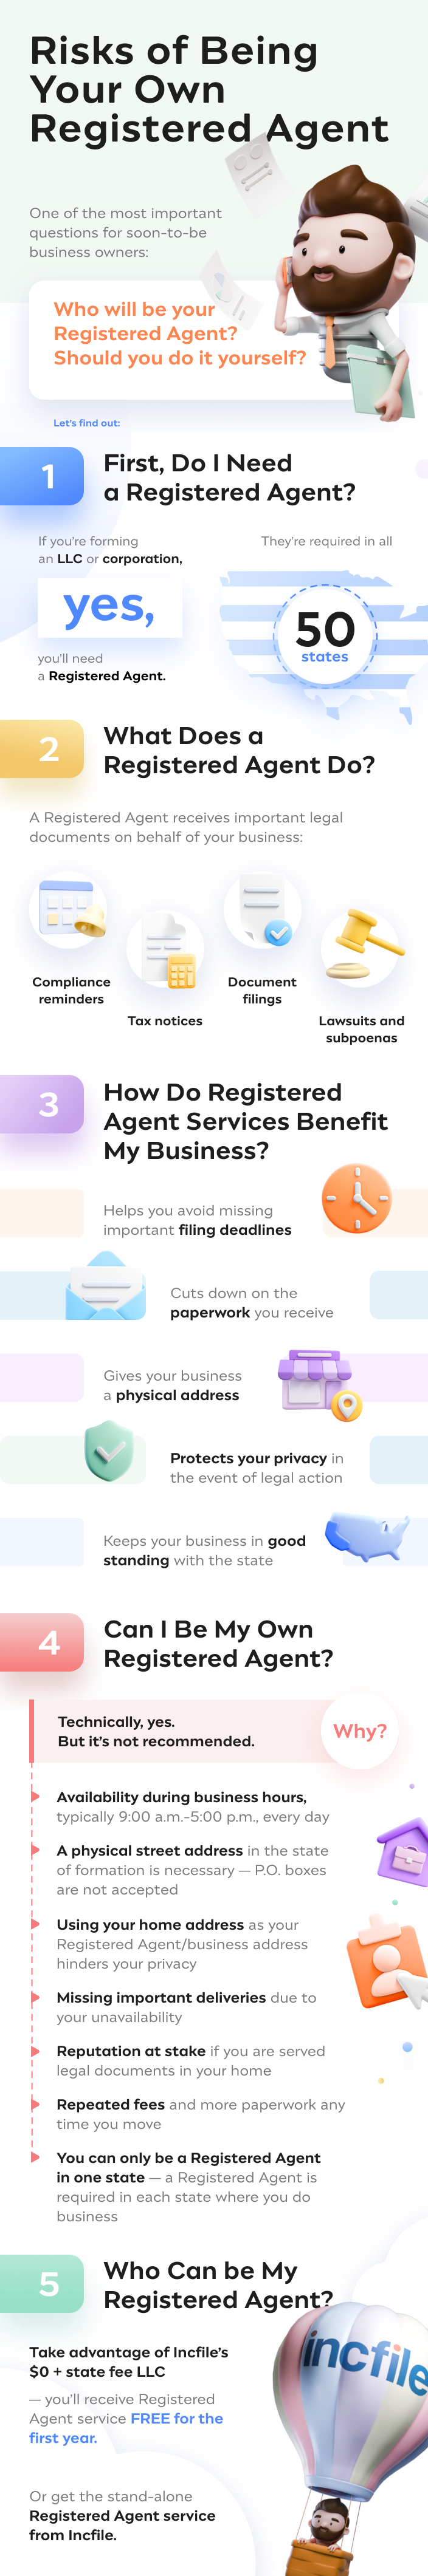 Risks of Being
Your Own
Registered Agent
One of the most important
questions for soon-to-be
business owners:
Who will be your
Registered Agent?
Should you do it yourself?
Let's find out:
1
First, Do I Need
a Registered Agent?
If you're forming
an LLC or corporation,
yes,
you'll need
a Registered Agent.
They're required in all
50
states
2
What Does a
Registered Agent Do?
A Registered Agent receives important legal
documents on behalf of your business:
Compliance
reminders
Tax notices
Document
filings
Lawsuits and
subpoenas
3
How Do Registered
Agent Services Benefit
My Business?
Helps you avoid missing
important filing deadlines
Cuts down on the
paperwork you receive
Gives your business
a physical address
Protects your privacy in
the event of legal action
Keeps your business in good
standing with the state
4
Can I Be My Own
Registered Agent?
Technically, yes.
But it's not recommended.
Why?
Availability during business hours,
typically 9:00 a.m.–5:00 p.m., every day
A physical street address in the state
of formation is necessary — P.O. boxes
are not accepted
Using your home address as your
Registered Agent/business address
hinders your privacy
Missing important deliveries due to
your unavailability
Reputation at stake if you are served
legal documents in your home
Repeated fees and more paperwork any
time you move
You can only be a Registered Agent
in one state — a Registered Agent is
required in each state where you do
business
5
Who Can be My
Registered Agent?
Take advantage of Incfile's
$0 + state fee LLC
— you'll receive Registered
Agent service FREE for the
first year.
incfile
Or get the stand-alone
Registered Agent service
from Incfile.